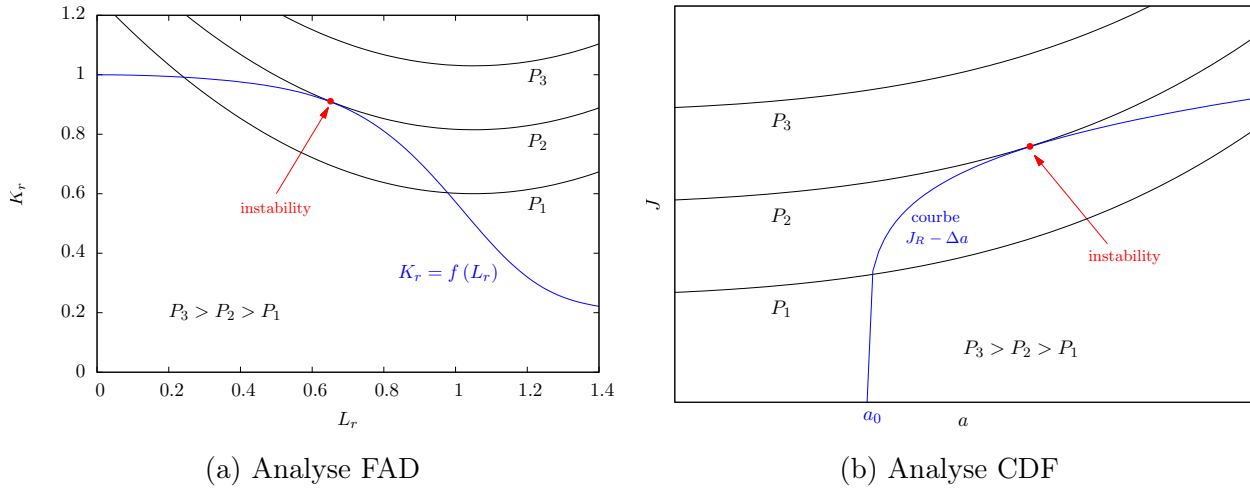 1.2
1
0.8
0.6
0.4
0.2
0
K_r
P_3
P_2
P_1
instability
K_r = f (L_r)
P_3 > P_2 > P_1
0 0.2 0.4 0.6 0.8 1 1.2 1.4
L_r
(a) Analyse FAD
J
P_3
P_2
P_1
courbe
J_R − Δa
instability
P_3 > P_2 > P_1
a_0
a
(b) Analyse CDF